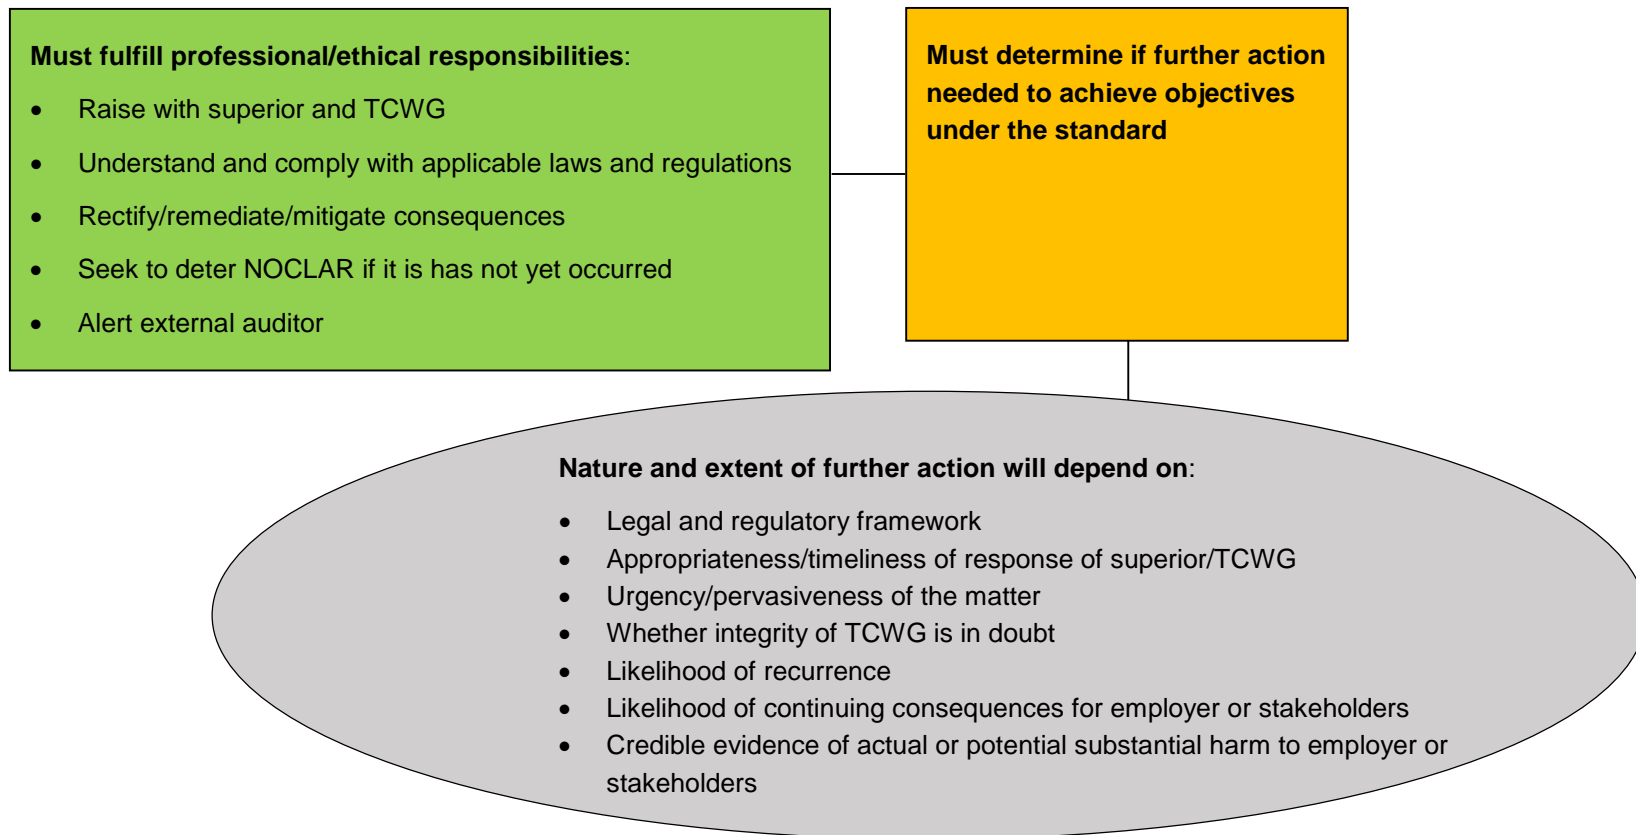 Must fulfill professional/ethical responsibilities:
• Raise with superior and TCWG
• Understand and comply with applicable laws and regulations
• Rectify/remediate/mitigate consequences
• Seek to deter NOCLAR if it is has not yet occurred
• Alert external auditor
Must determine if further action
needed to achieve objectives
under the standard
Nature and extent of further action will depend on:
• Legal and regulatory framework
• Appropriateness/timeliness of response of superior/TCWG
• Urgency/pervasiveness of the matter
• Whether integrity of TCWG is in doubt
• Likelihood of recurrence
• Likelihood of continuing consequences for employer or stakeholders
• Credible evidence of actual or potential substantial harm to employer or
stakeholders